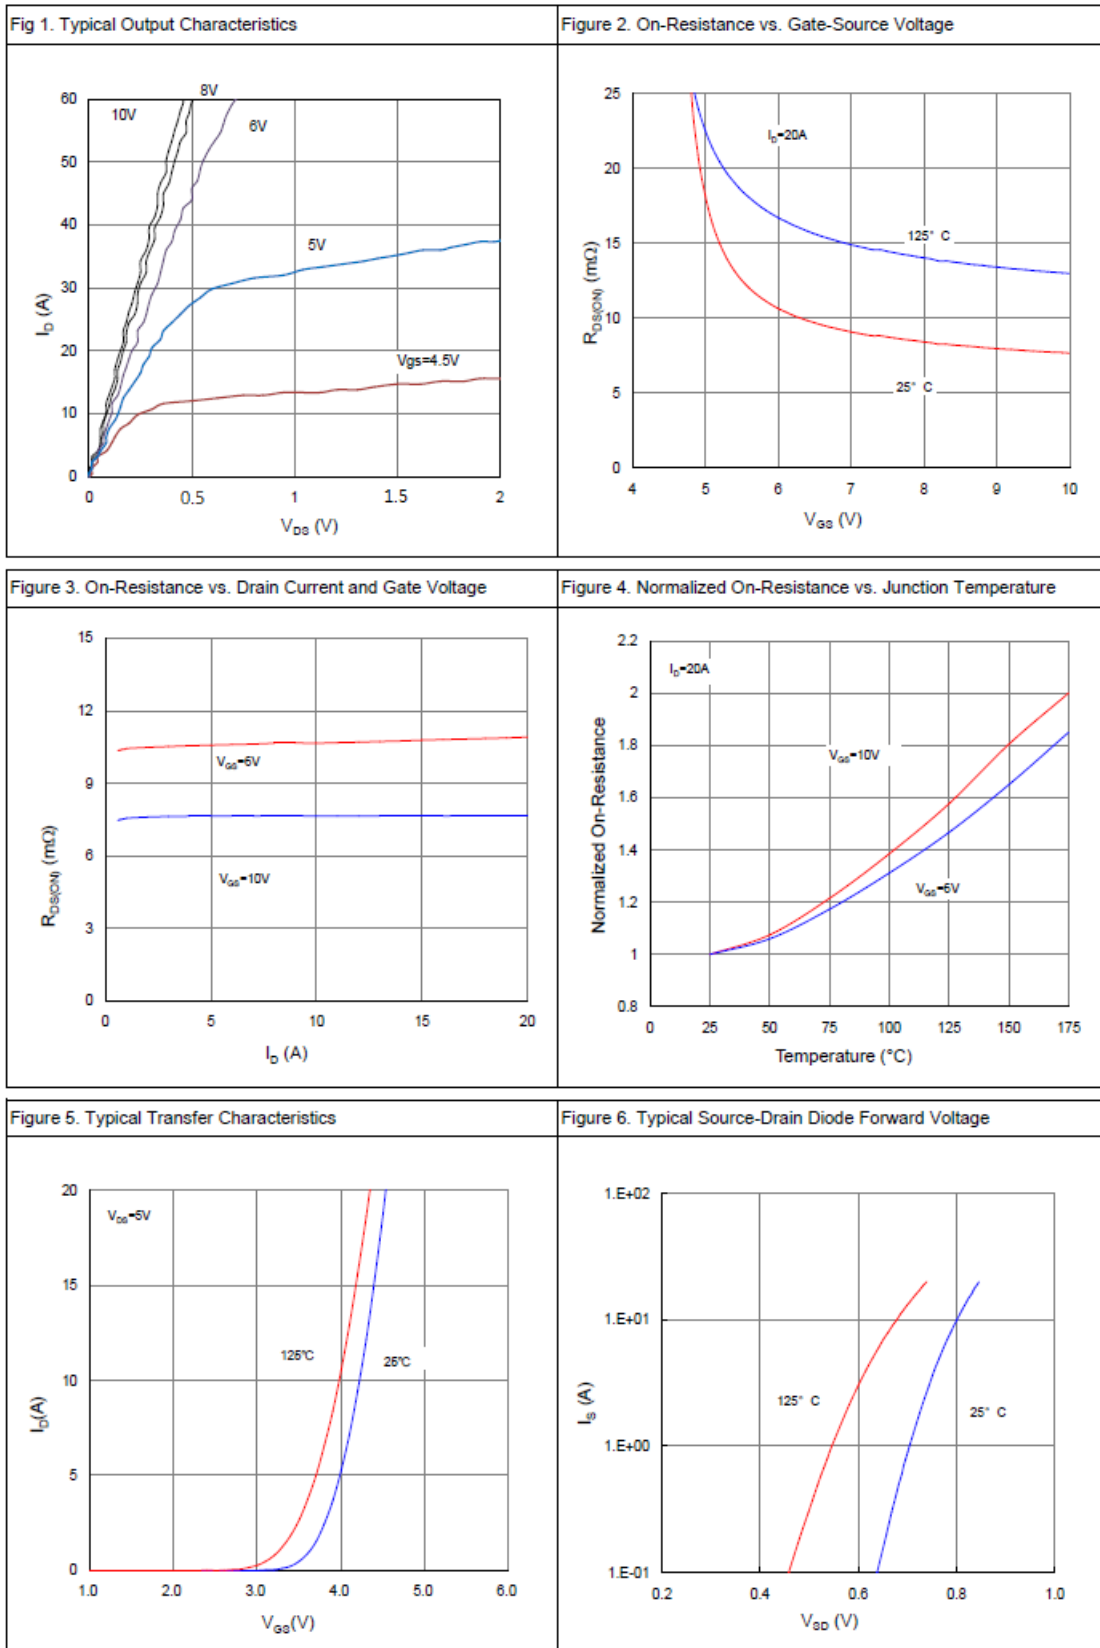 Fig 1. Typical Output Characteristics
Figure 2. On-Resistance vs. Gate-Source Voltage
60
50
40
30
20
10
0
I_D (A)
10V
8V
6V
5V
Vgs=4.5V
0
0.5
1
1.5
2
V_DS (V)
25
20
15
10
5
0
R_DS(ON) (mΩ)
I_D=20A
125° C
25° C
4
5
6
7
8
9
10
V_GS (V)
Figure 3. On-Resistance vs. Drain Current and Gate Voltage
Figure 4. Normalized On-Resistance vs. Junction Temperature
15
12
9
6
3
0
R_DS(ON) (mΩ)
V_GS=6V
V_GS=10V
0
5
10
15
20
I_D (A)
2.2
2
1.8
1.6
1.4
1.2
1
0.8
Normalized On-Resistance
I_D=20A
V_GS=10V
V_GS=6V
0
25
50
75
100
125
150
175
Temperature (°C)
Figure 5. Typical Transfer Characteristics
Figure 6. Typical Source-Drain Diode Forward Voltage
20
15
10
5
0
I_D(A)
V_DS=5V
125℃
25℃
1.0
2.0
3.0
4.0
5.0
6.0
V_GS(V)
1.E+02
1.E+01
1.E+00
1.E-01
I_S (A)
125° C
25° C
0.2
0.4
0.6
0.8
1.0
V_SD (V)